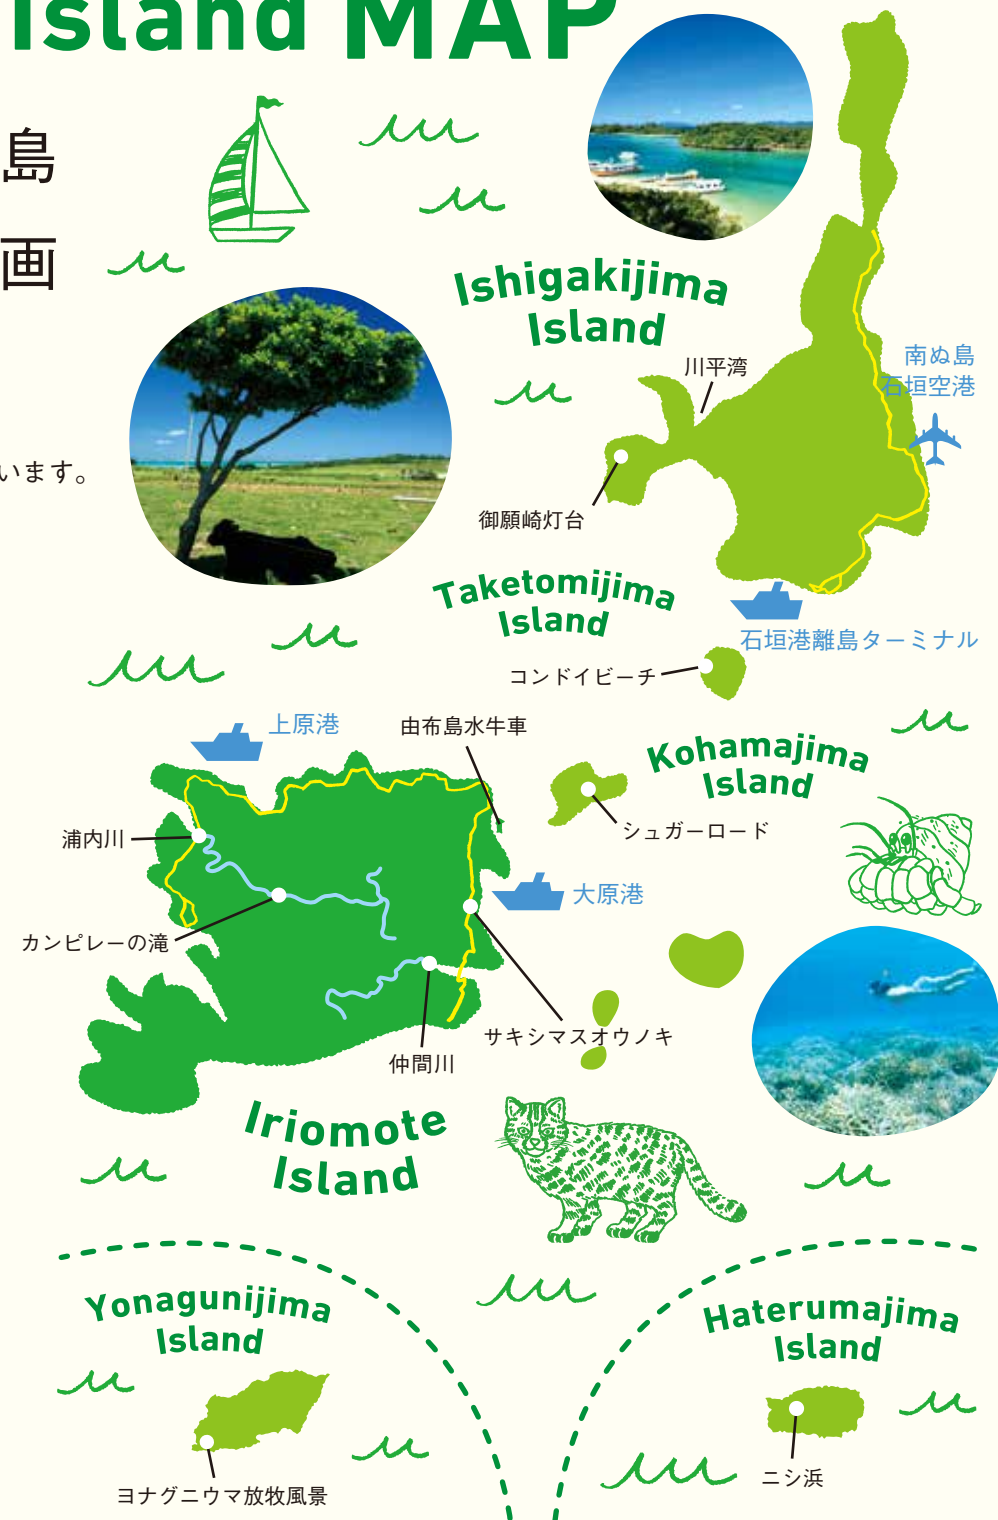 Island MAP
島
画
Ishigakijima
Island
川平湾
南ぬ島
石垣空港
います。
御願崎灯台
Taketomijima
Island
石垣港離島ターミナル
コンドイビーチ
上原港
由布島水牛車
Kohamajima
Island
シュガーロード
浦内川
大原港
カンピレーの滝
サキシマスオウノキ
仲間川
Iriomote
Island
Yonagunijima
Island
Haterumajima
Island
ニシ浜
ヨナグニウマ放牧風景